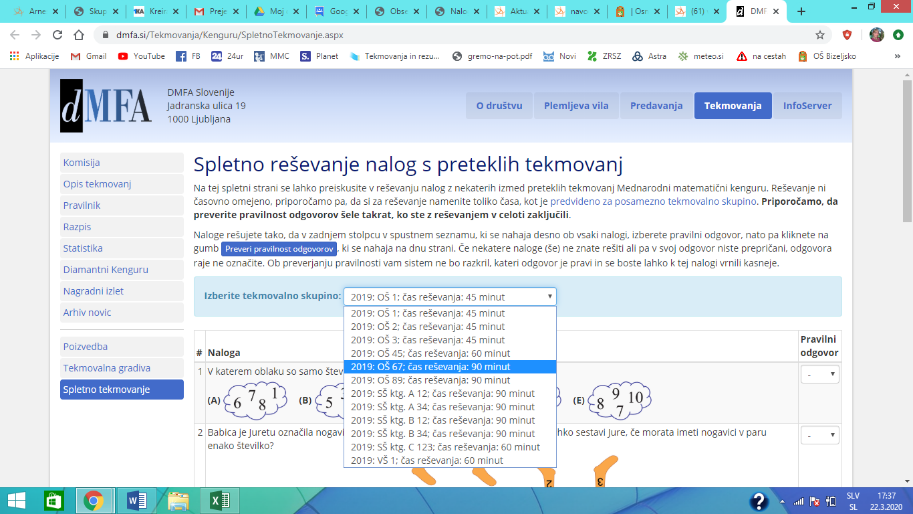 Arne
Skup
Krein
Preje
Moj
Goog
Obse
Nalo
Aktu
navo
| Osn
(61)
DMF
dmfa.si/Tekmovanja/Kenguru/SpletnoTekmovanje.aspx
Aplikacije
Gmail
YouTube
FB
24ur
MMC
Planet
Tekmovanja in rezu...
gremo-na-pot.pdf
Novi
ZRSZ
Astra
meteo.si
na cestah
OŠ Bizeljsko
dMFA
DMFA Slovenije
Jadranska ulica 19
1000 Ljubljana
O društvu
Plemljeva vila
Predavanja
Tekmovanja
InfoServer
Komisija
Opis tekmovanj
Pravilnik
Razpis
Statistika
Diamantni Kenguru
Nagradni izlet
Arhiv novic
Poizvedba
Tekmovalna gradiva
Spletno tekmovanje
Spletno reševanje nalog s preteklih tekmovanj
Na tej spletni strani se lahko preiskusite v reševanju nalog z nekaterih izmed preteklih tekmovanj Mednarodni matematični kenguru. Reševanje ni
časovno omejeno, priporočamo pa, da si za reševanje namenite toliko časa, kot je predvideno za posamezno tekmovalno skupino. Priporočamo, da
preverite pravilnost odgovorov šele takrat, ko ste z reševanjem v celoti zaključili.
Naloge rešujete tako, da v zadnjem stolpcu v spustnem seznamu, ki se nahaja desno ob vsaki nalogi, izberete pravilni odgovor, nato pa kliknete na
gumb Preveri pravilnost odgovorov, ki se nahaja na dnu strani. Če nekatere naloge (še) ne znate rešiti ali pa v svoj odgovor niste prepričani, odgovora
raje ne označite. Ob preverjanju pravilnosti vam sistem ne bo razkril, kateri odgovor je pravi in se boste lahko k tej nalogi vrnili kasneje.
Izberite tekmovalno skupino:
2019: OŠ 1; čas reševanja: 45 minut
2019: OŠ 1; čas reševanja: 45 minut
2019: OŠ 2; čas reševanja: 45 minut
2019: OŠ 3; čas reševanja: 45 minut
2019: OŠ 45; čas reševanja: 60 minut
2019: OŠ 67; čas reševanja: 90 minut
2019: OŠ 89; čas reševanja: 90 minut
2019: SŠ ktg. A 12; čas reševanja: 90 minut
2019: SŠ ktg. A 34; čas reševanja: 90 minut
2019: SŠ ktg. B 12; čas reševanja: 90 minut
2019: SŠ ktg. B 34; čas reševanja: 90 minut
2019: SŠ ktg. C 123; čas reševanja: 60 minut
2019: VŠ 1; čas reševanja: 60 minut
# Naloga
Pravilni
odgovor
1 V katerem oblaku so samo štev
(A) 6 7 8 1
(B) 5
(E) 8 9 7 10
-
2 Babica je Juretu označila nogavi
hko sestavi Jure, če morata imeti nogavici v paru
enako številko?
-
2
3
SLV
SL
17:37
22.3.2020